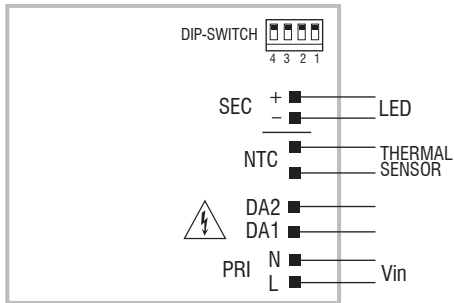 DIP-SWITCH
4 3 2 1
SEC + LED
−
NTC THERMAL
SENSOR
DA2
DA1
PRI N Vin
L